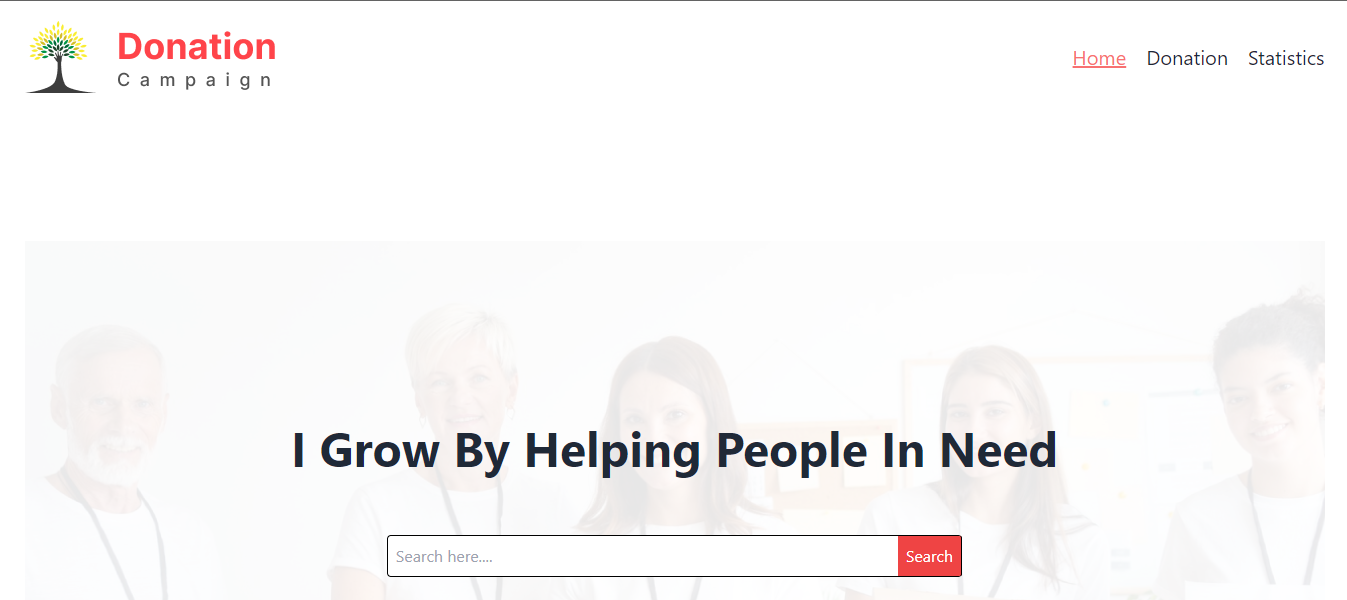 Donation
Campaign
Home Donation Statistics
I Grow By Helping People In Need
Search here.... Search